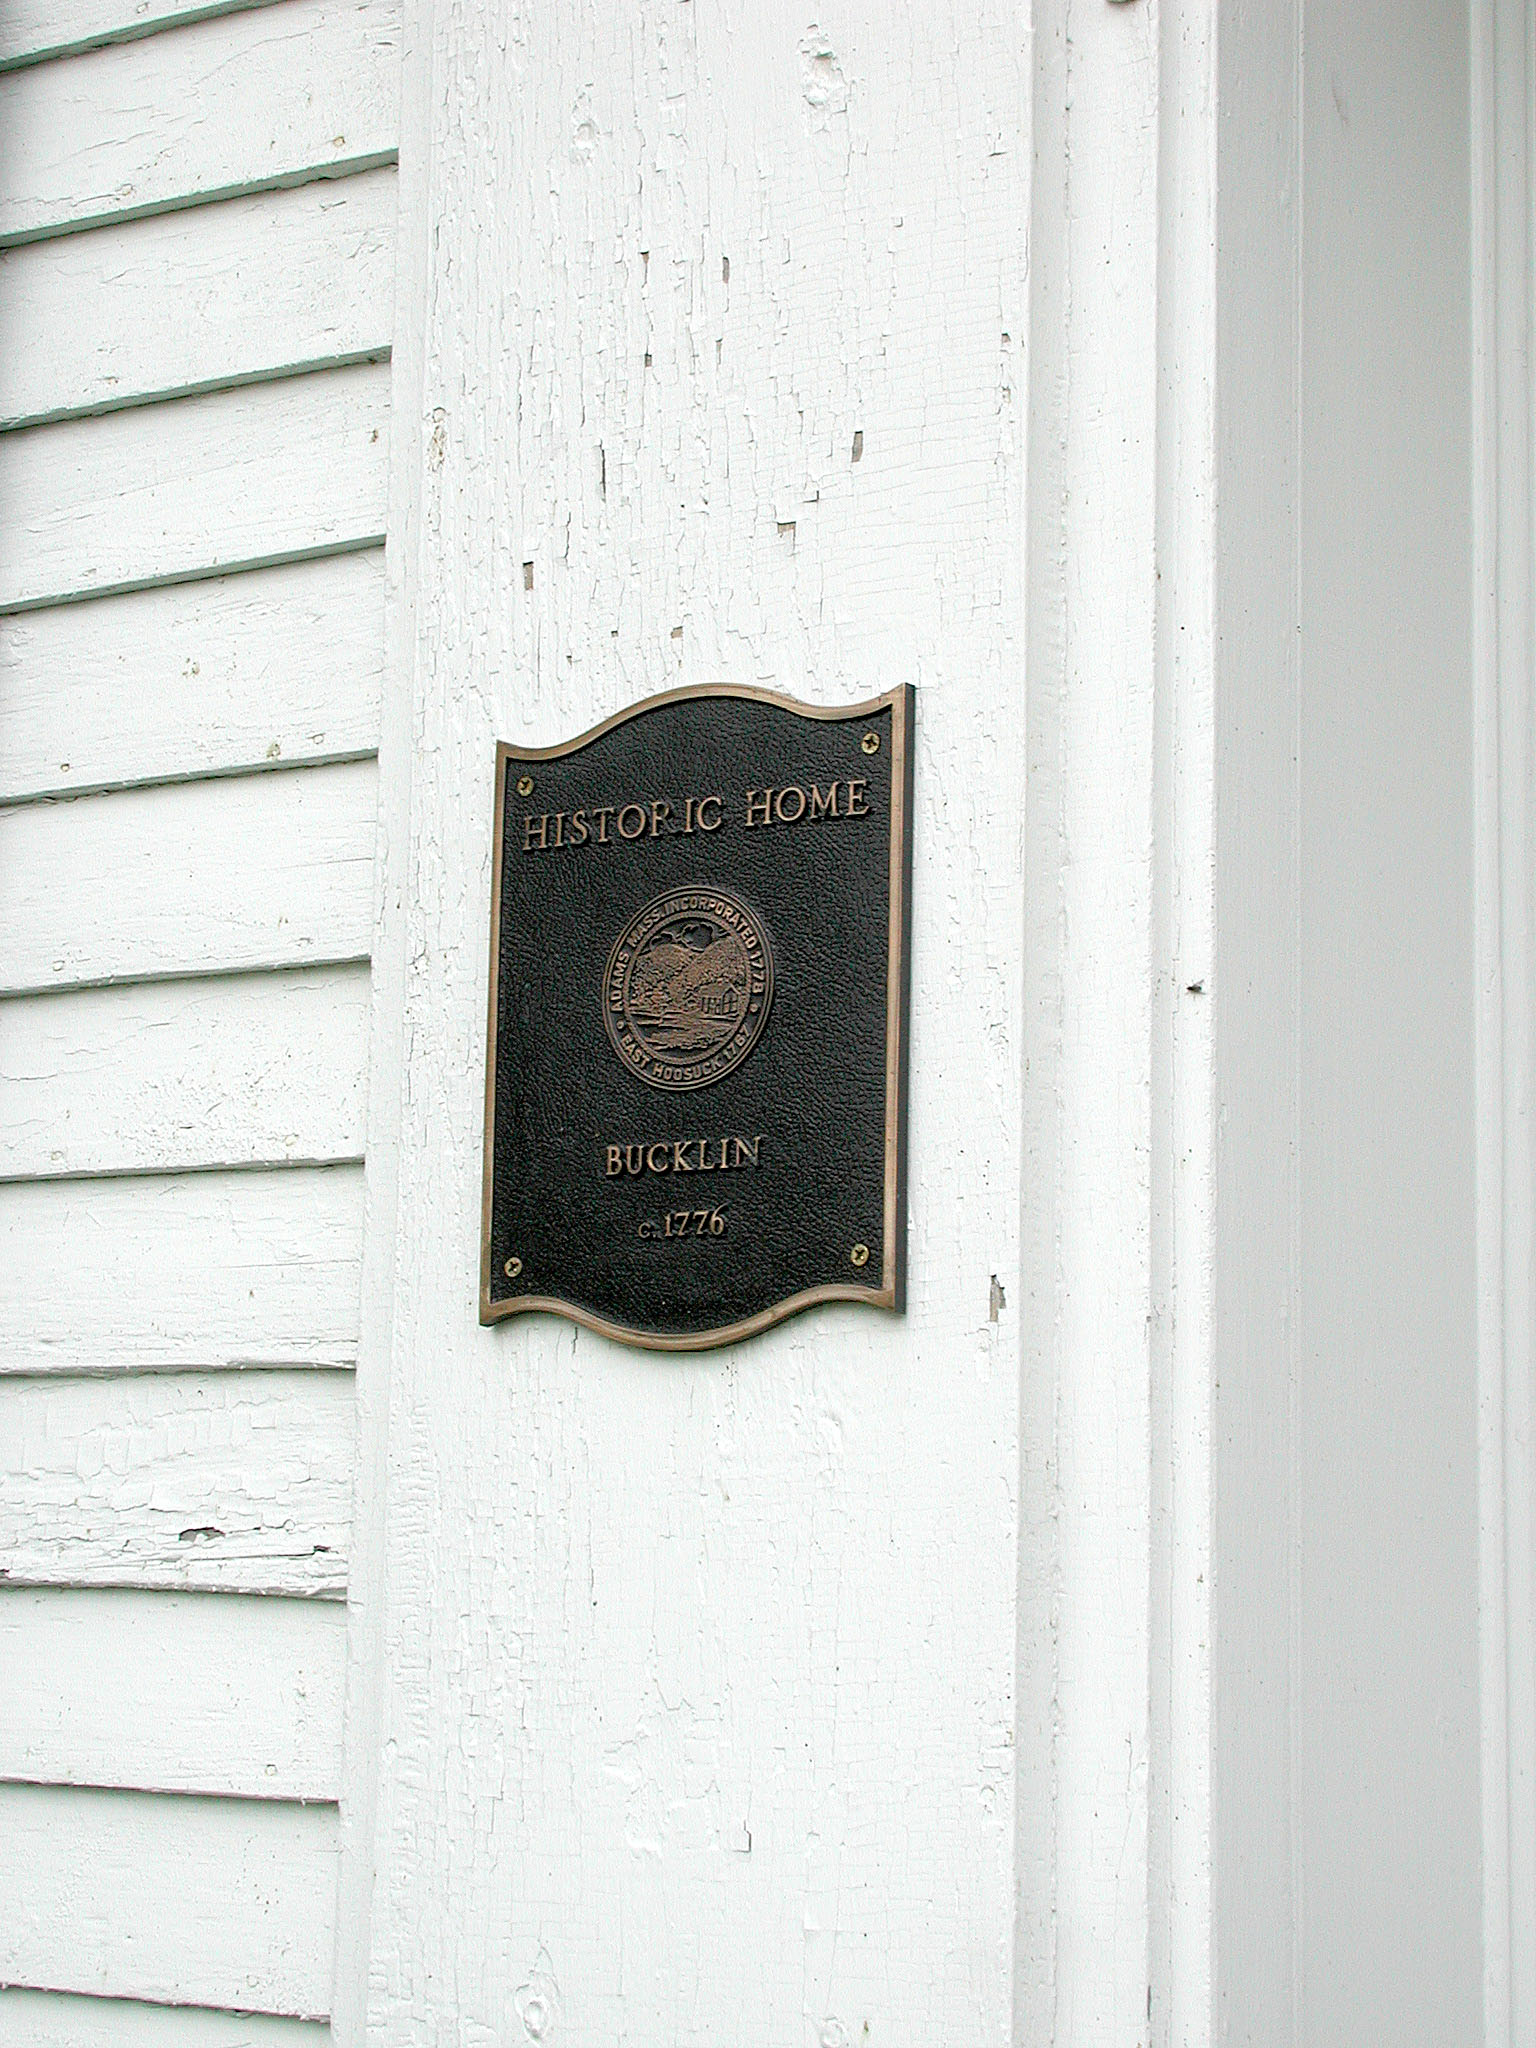 HISTORIC HOME
ADAMS MASS. INCORPORATED 1778
EAST HOOSUCK 1767
BUCKLIN
C. 1776